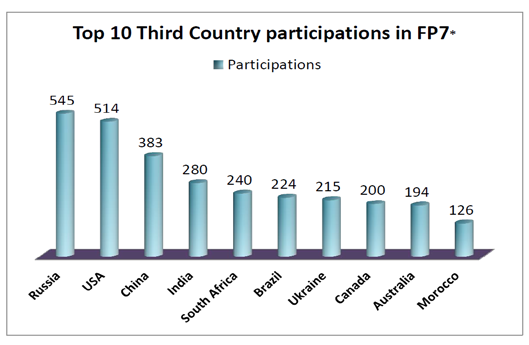 Top 10 Third Country participations in FP7*
Participations
545
514
383
280
240
224
215
200
194
126
Russia
USA
China
India
South Africa
Brazil
Ukraine
Canada
Australia
Morocco